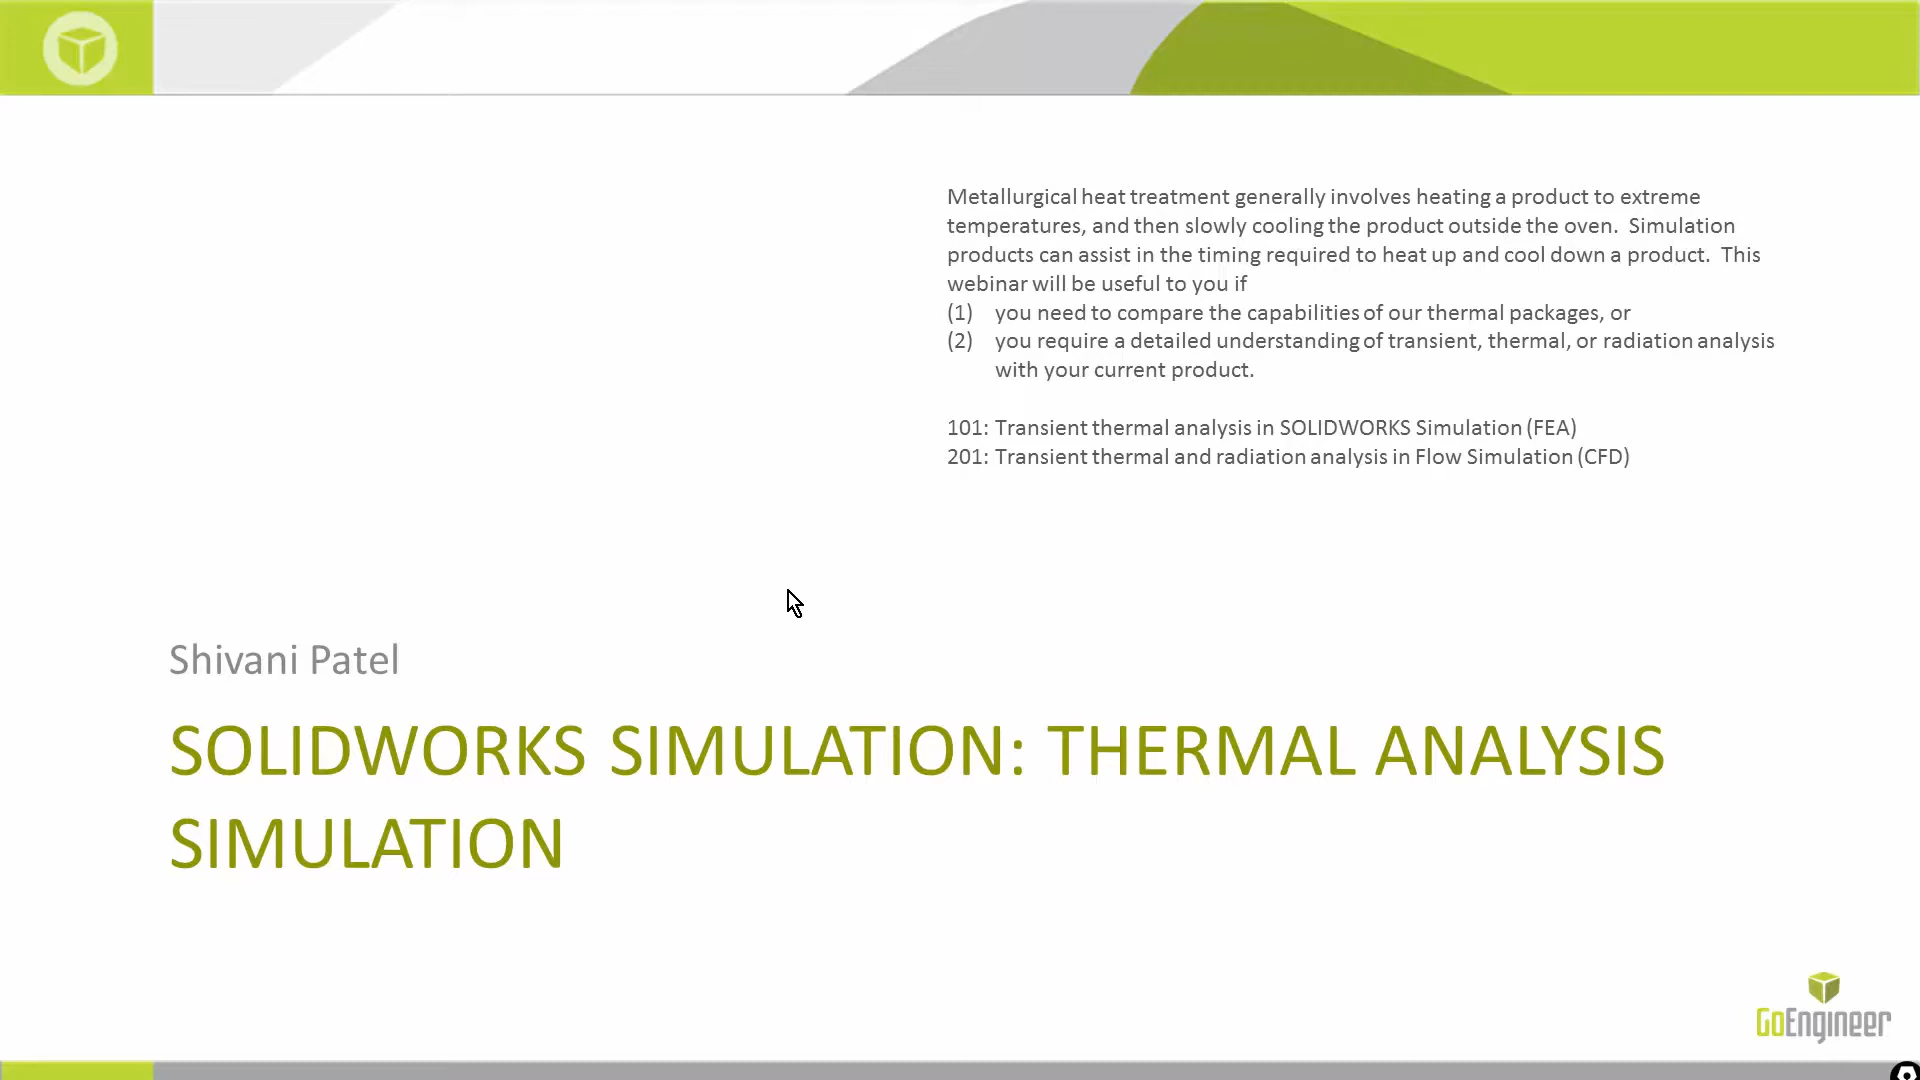 Metallurgical heat treatment generally involves heating a product to extreme
temperatures, and then slowly cooling the product outside the oven.  Simulation
products can assist in the timing required to heat up and cool down a product.  This
webinar will be useful to you if
(1) you need to compare the capabilities of our thermal packages, or
(2) you require a detailed understanding of transient, thermal, or radiation analysis
with your current product.
101: Transient thermal analysis in SOLIDWORKS Simulation (FEA)
201: Transient thermal and radiation analysis in Flow Simulation (CFD)
Shivani Patel
SOLIDWORKS SIMULATION: THERMAL ANALYSIS
SIMULATION
GoEngineer